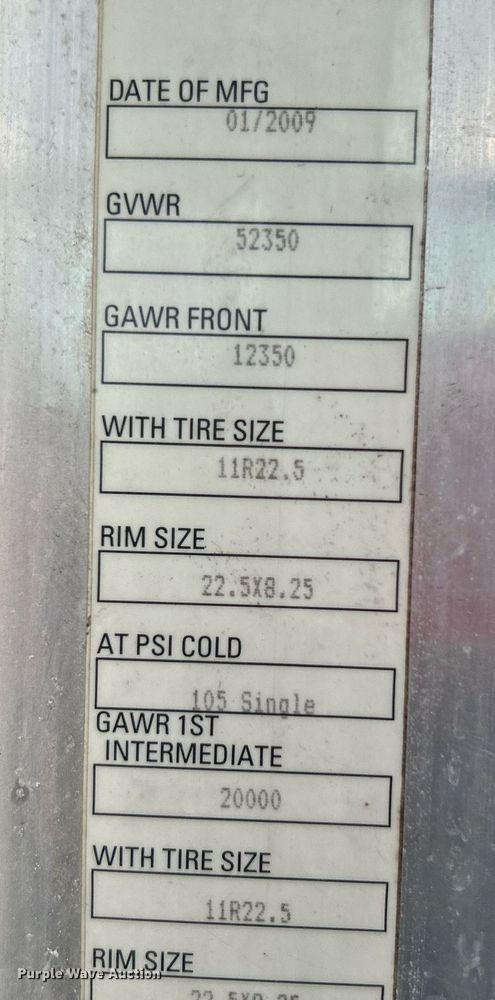 DATE OF MFG
01/2009
GVWR
52350
GAWR FRONT
12350
WITH TIRE SIZE
11R22.5
RIM SIZE
22.5X8.25
AT PSI COLD
105 Single
GAWR 1ST
INTERMEDIATE
20000
WITH TIRE SIZE
11R22.5
RIM SIZE
Purple Wave Auction